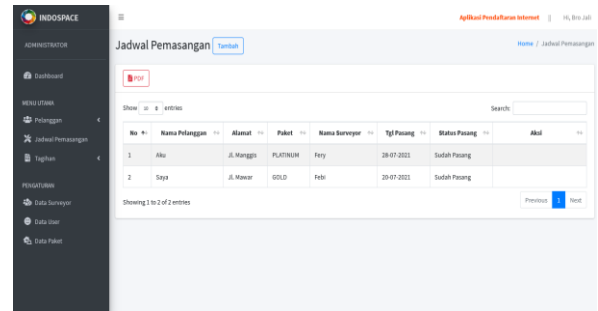 INDOSPACE
Aplikasi Pendaftaran Internet || Hi, Bro Jali
ADMINISTRATOR
Jadwal Pemasangan Tambah
Home / Jadwal Pemasangan
Dashboard
PDF
MENU UTAMA
Pelanggan
Jadwal Pemasangan
Tagihan
PENGATURAN
Data Surveyor
Data User
Data Paket
Show 10 entries
Search:
No Nama Pelanggan Alamat Paket Nama Surveyor Tgl Pasang Status Pasang Aksi
1 Aku Jl. Manggis PLATINUM Fery 28-07-2021 Sudah Pasang
2 Saya Jl. Mawar GOLD Febi 20-07-2021 Sudah Pasang
Showing 1 to 2 of 2 entries
Previous 1 Next